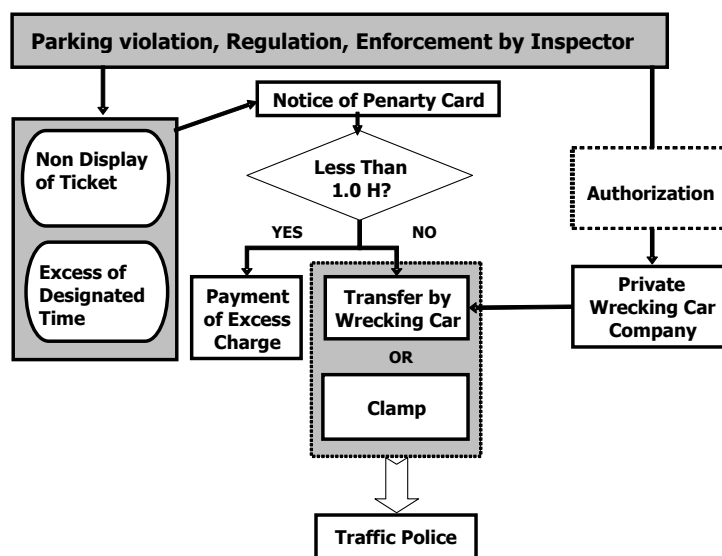 Parking violation, Regulation, Enforcement by Inspector
Notice of Penarty Card
Non Display
of Ticket
Less Than
1.0 H?
Authorization
YES
NO
Excess of
Designated
Time
Payment
of Excess
Charge
Transfer by
Wrecking Car
Private
Wrecking Car
Company
OR
Clamp
Traffic Police